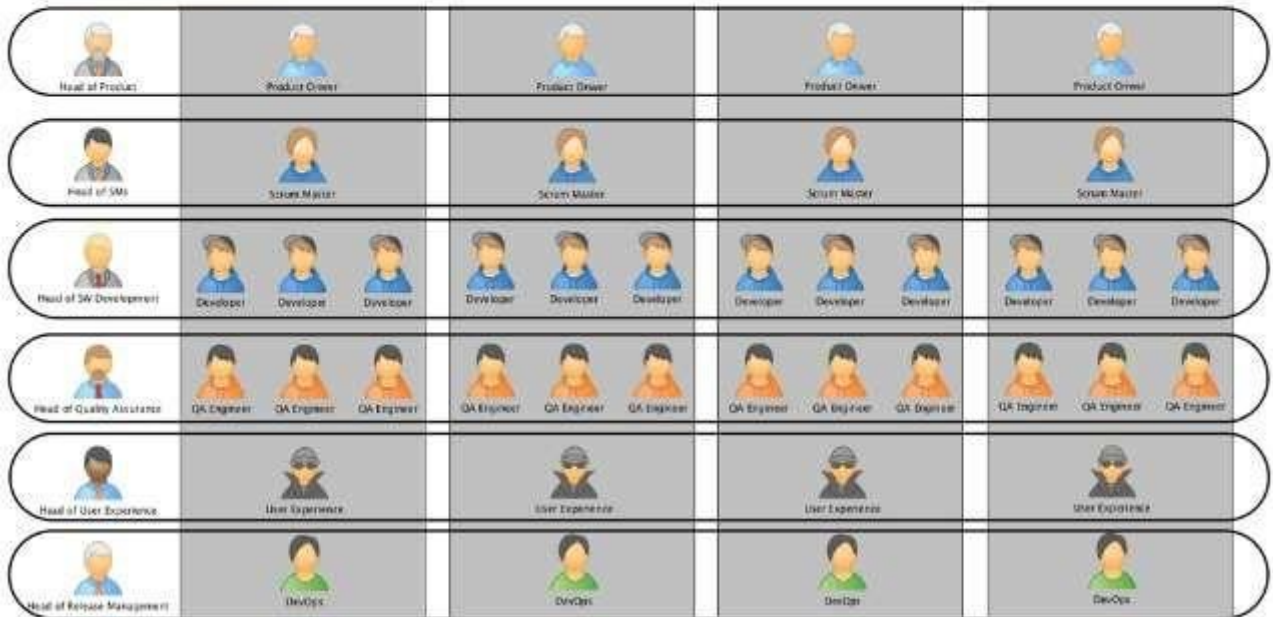 Head of Product
Product Onwer
Product Onwer
Product Onwer
Product Onwer
Head of SMs
Scrum Master
Scrum Master
Scrum Master
Scrum Master
Head of SW Development
Developer Developer Developer
Developer Developer Developer
Developer Developer Developer
Developer Developer Developer
Head of Quality Assurance
QA Engineer QA Engineer QA Engineer
QA Engineer QA Engineer QA Engineer
QA Engineer QA Engineer QA Engineer
QA Engineer QA Engineer QA Engineer
Head of User Experience
User Experience
User Experience
User Experience
User Experience
Head of Release Management
DevOps
DevOps
DevOps
DevOps